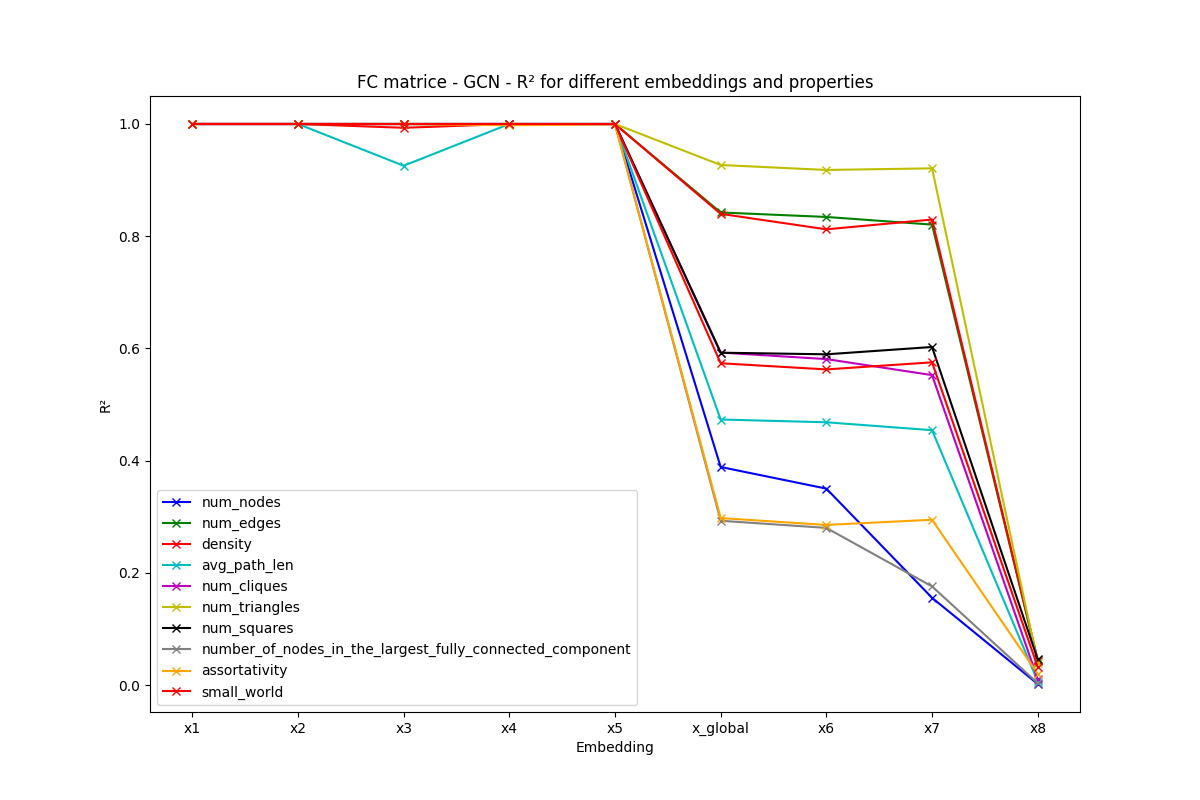 FC matrice - GCN - R² for different embeddings and properties
1.0
0.8
0.6
0.4
0.2
0.0
R²
num_nodes
num_edges
density
avg_path_len
num_cliques
num_triangles
num_squares
number_of_nodes_in_the_largest_fully_connected_component
assortativity
small_world
x1 x2 x3 x4 x5 x_global x6 x7 x8
Embedding